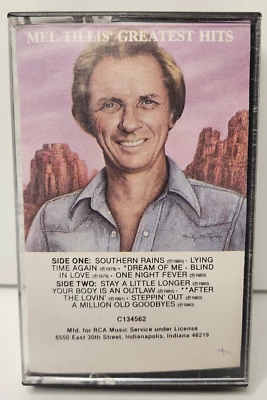 MEL TILLIS' GREATEST HITS
SIDE ONE: SOUTHERN RAINS (℗1980) • LYING
TIME AGAIN (℗1979) • *DREAM OF ME • BLIND
IN LOVE (℗1979) • ONE NIGHT FEVER (℗1980)
SIDE TWO: STAY A LITTLE LONGER (℗1980)
YOUR BODY IS AN OUTLAW (℗1980) • **AFTER
THE LOVIN' (℗1981) • STEPPIN' OUT (℗1980)
A MILLION OLD GOODBYES (℗1980)
C134562
Mfd. for RCA Music Service under License
6550 East 30th Street, Indianapolis, Indiana 46219